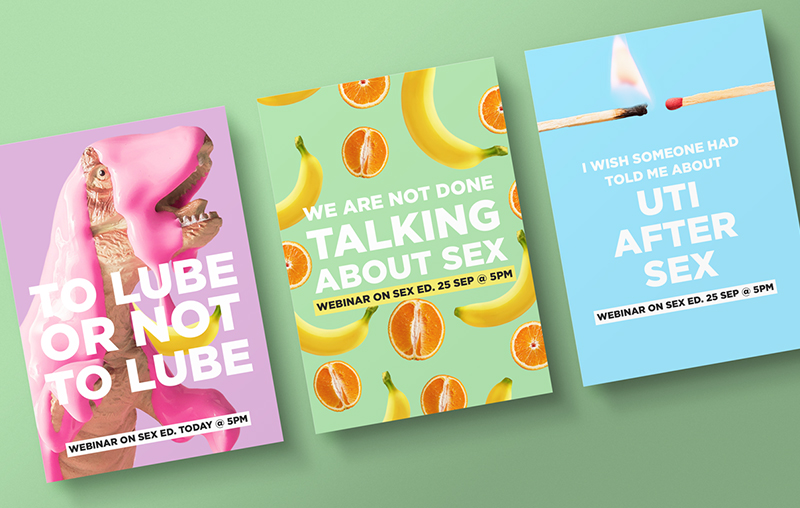 TO LUBE
OR NOT
TO LUBE
WEBINAR ON SEX ED. TODAY @ 5PM
WE ARE NOT DONE
TALKING
ABOUT SEX
WEBINAR ON SEX ED. 25 SEP @ 5PM
I WISH SOMEONE HAD
TOLD ME ABOUT
UTI
AFTER
SEX
WEBINAR ON SEX ED. 25 SEP @ 5PM